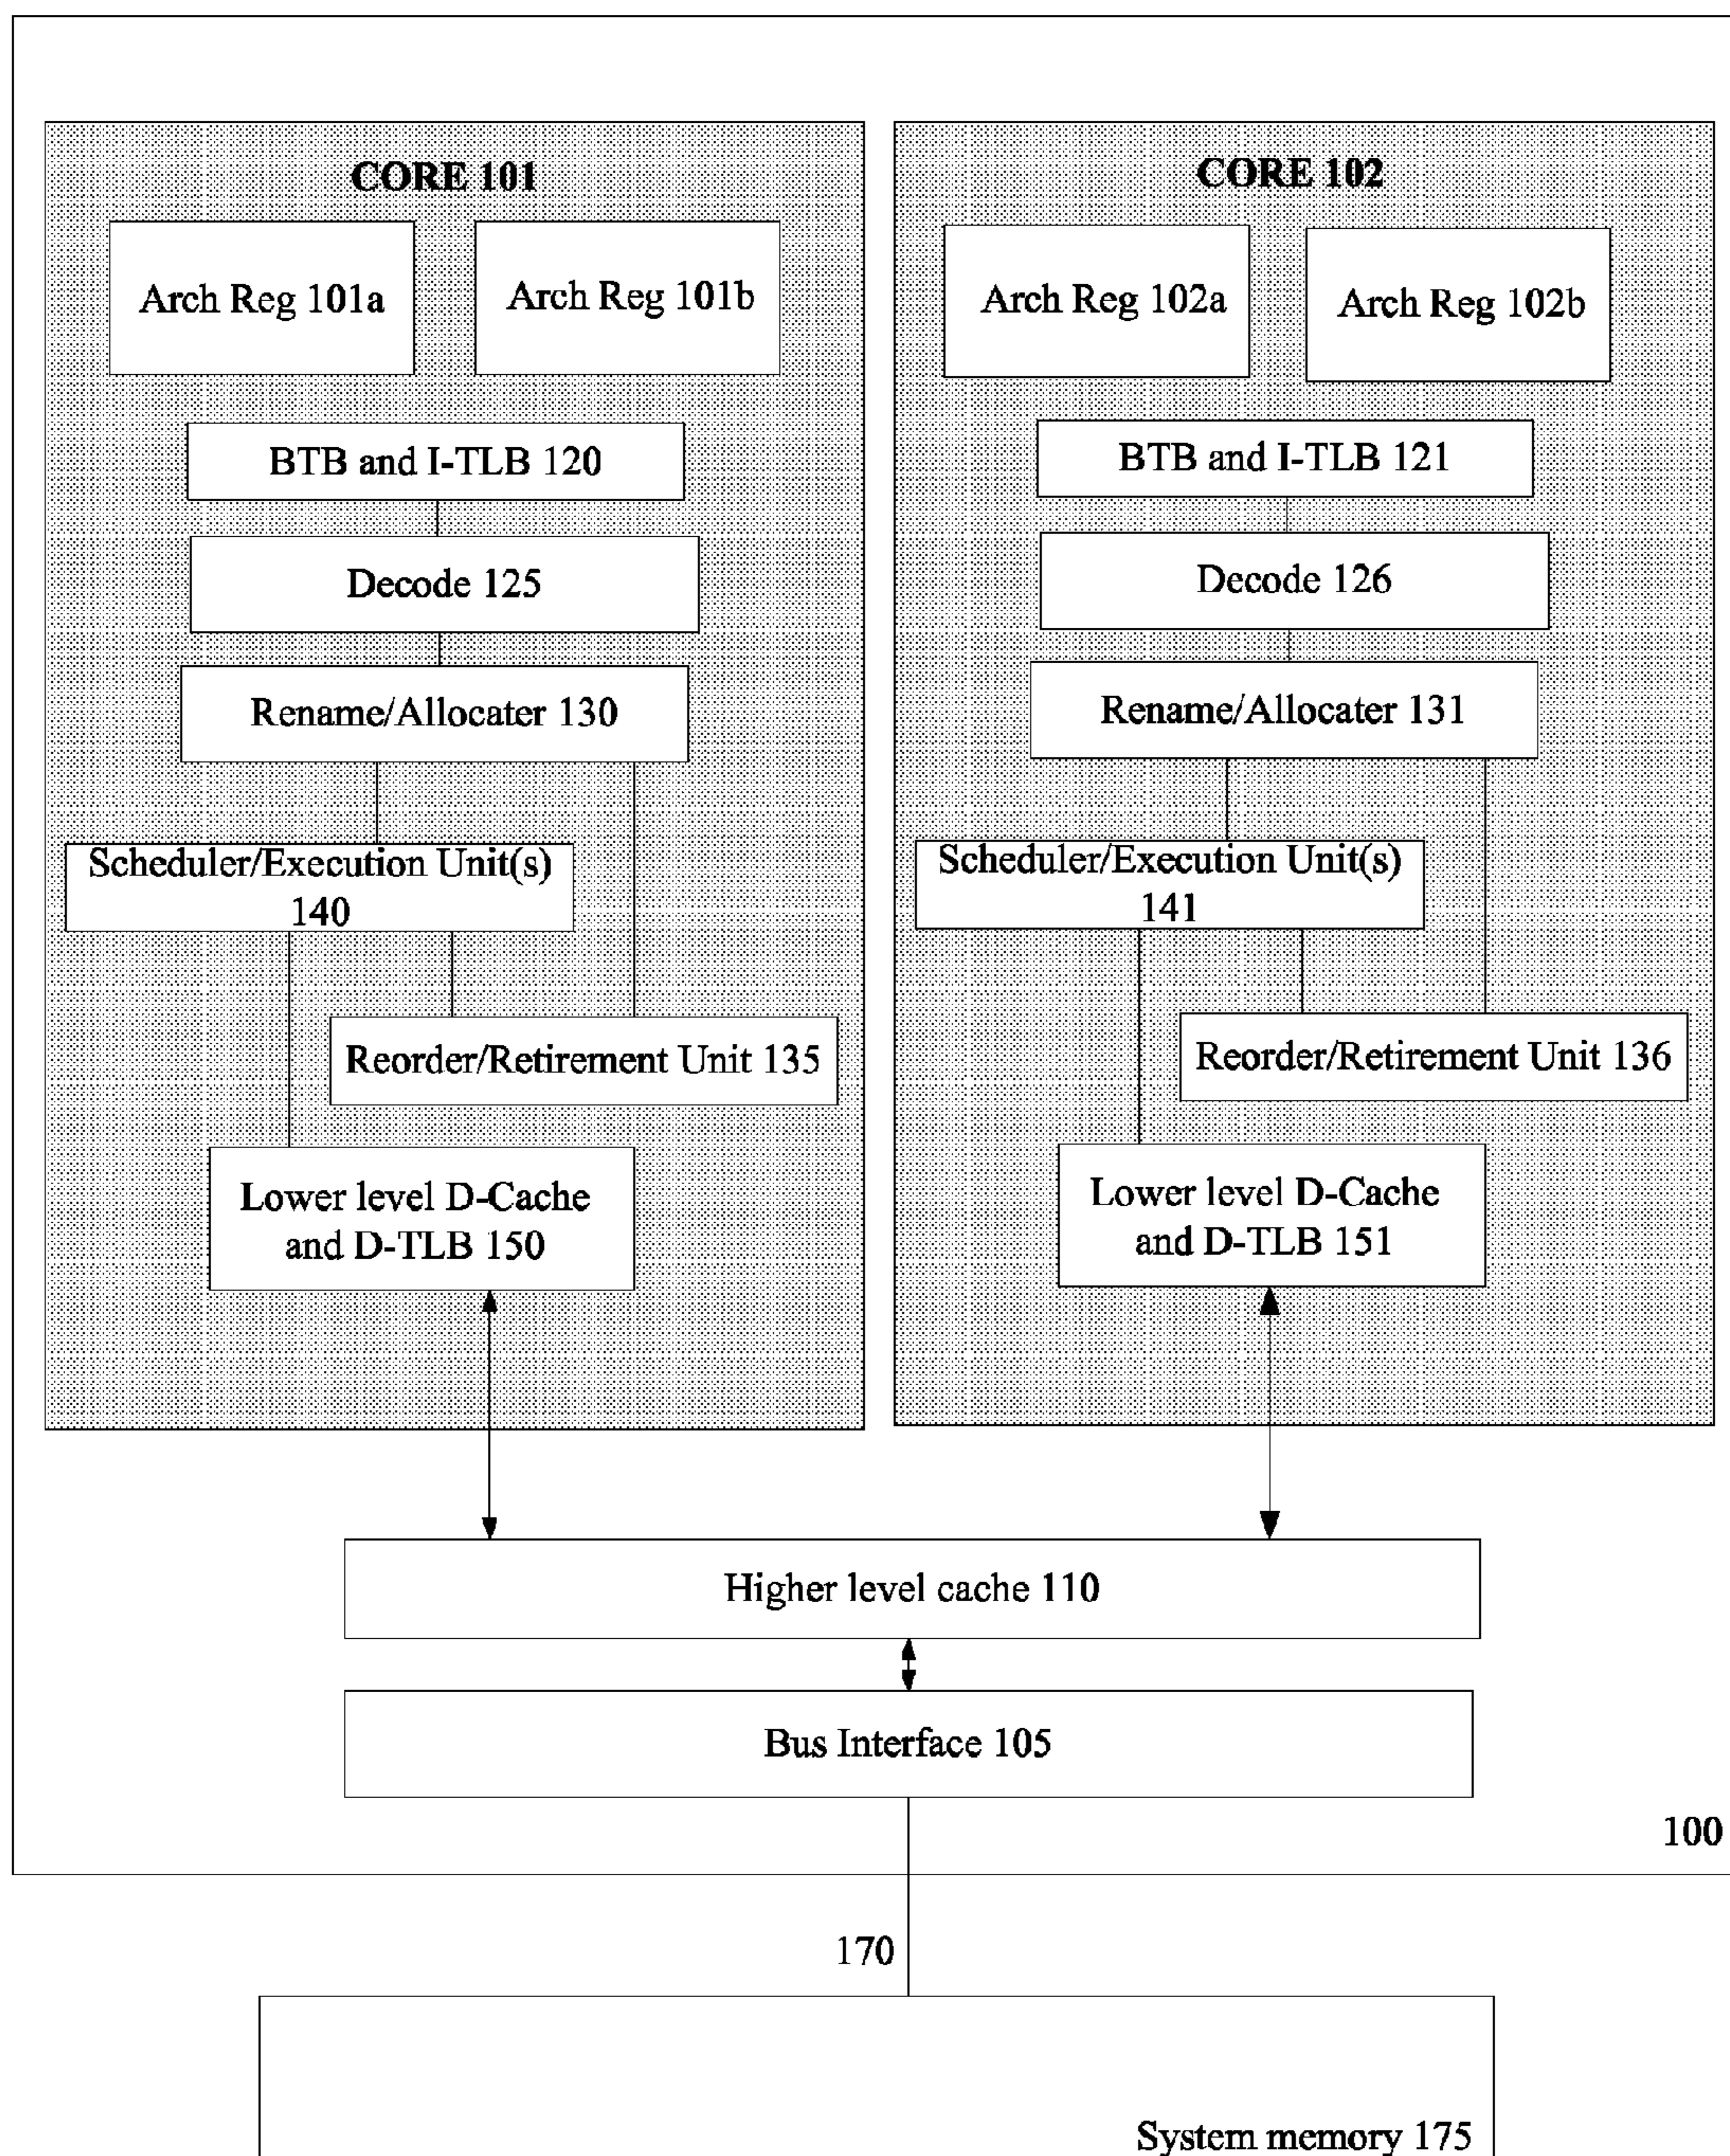 CORE 101
Arch Reg 101a
Arch Reg 101b
BTB and I-TLB 120
Decode 125
Rename/Allocater 130
Scheduler/Execution Unit(s)
140
Reorder/Retirement Unit 135
Lower level D-Cache
and D-TLB 150
CORE 102
Arch Reg 102a
Arch Reg 102b
BTB and I-TLB 121
Decode 126
Rename/Allocater 131
Scheduler/Execution Unit(s)
141
Reorder/Retirement Unit 136
Lower level D-Cache
and D-TLB 151
Higher level cache 110
Bus Interface 105
100
170
System memory 175